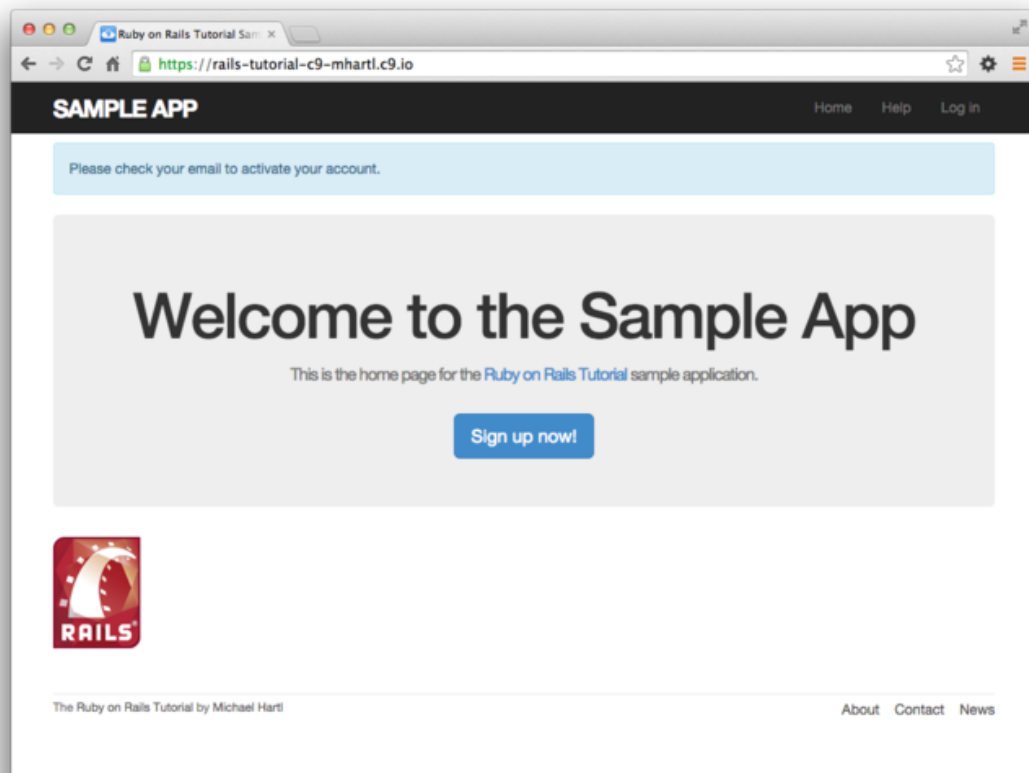 Ruby on Rails Tutorial Sam
https://rails-tutorial-c9-mhartl.c9.io
SAMPLE APP
Home Help Log in
Please check your email to activate your account.
Welcome to the Sample App
This is the home page for the Ruby on Rails Tutorial sample application.
Sign up now!
RAILS
The Ruby on Rails Tutorial by Michael Hartl
About Contact News